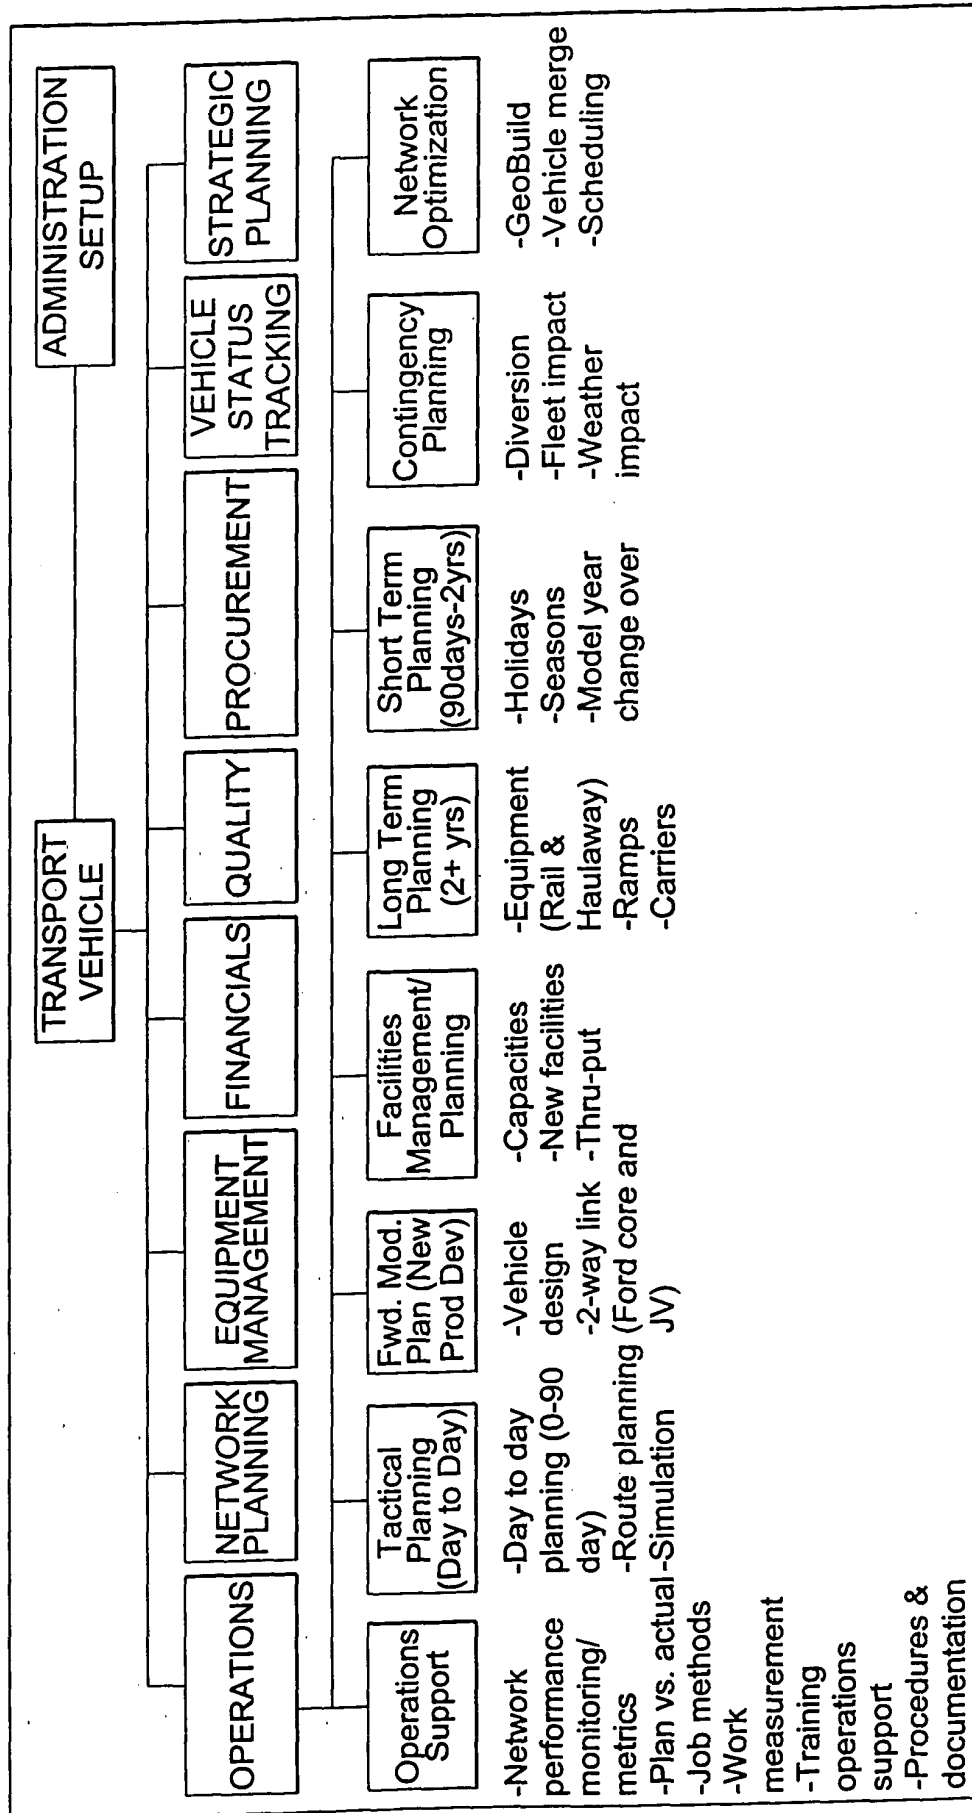 TRANSPORT
VEHICLE
ADMINISTRATION
SETUP
OPERATIONS
NETWORK
PLANNING
EQUIPMENT
MANAGEMENT
FINANCIALS
QUALITY
PROCUREMENT
VEHICLE
STATUS
TRACKING
STRATEGIC
PLANNING
Operations
Support
-Network
performance
monitoring/
metrics
-Plan vs. actual
-Job methods
-Work
measurement
-Training
operations
support
-Procedures &
documentation
Tactical
Planning
(Day to Day)
-Day to day
planning (0-90
day)
-Route planning
-Simulation
Fwd. Mod.
Plan (New
Prod Dev)
-Vehicle
design
-2-way link
(Ford core and
JV)
Facilities
Management/
Planning
-Capacities
-New facilities
-Thru-put
Long Term
Planning
(2+ yrs)
-Equipment
(Rail &
Haulaway)
-Ramps
-Carriers
Short Term
Planning
(90days-2yrs)
-Holidays
-Seasons
-Model year
change over
Contingency
Planning
-Diversion
-Fleet impact
-Weather
impact
Network
Optimization
-GeoBuild
-Vehicle merge
-Scheduling